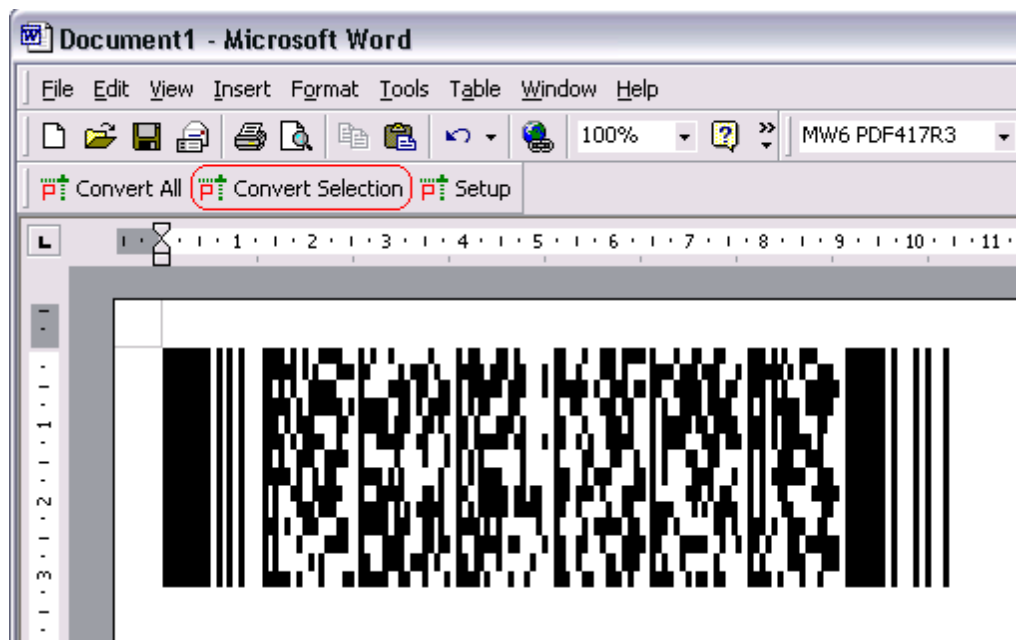 Document1 - Microsoft Word
File Edit View Insert Format Tools Table Window Help
100% MW6 PDF417R3
Convert All Convert Selection Setup
1 2 3 4 5 6 7 8 9 10 11
1
2
3